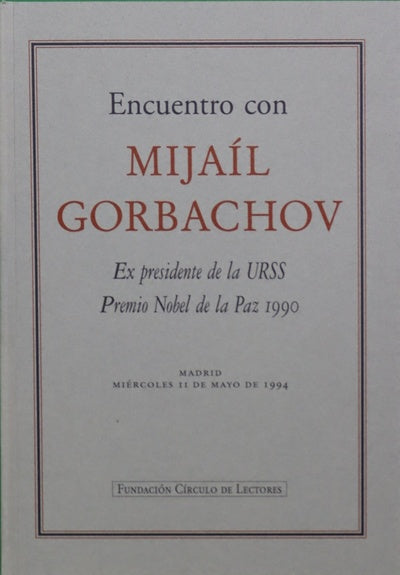 Encuentro con
MIJAÍL
GORBACHOV
Ex presidente de la URSS
Premio Nobel de la Paz 1990
MADRID
MIÉRCOLES 11 DE MAYO DE 1994
FUNDACIÓN CÍRCULO DE LECTORES